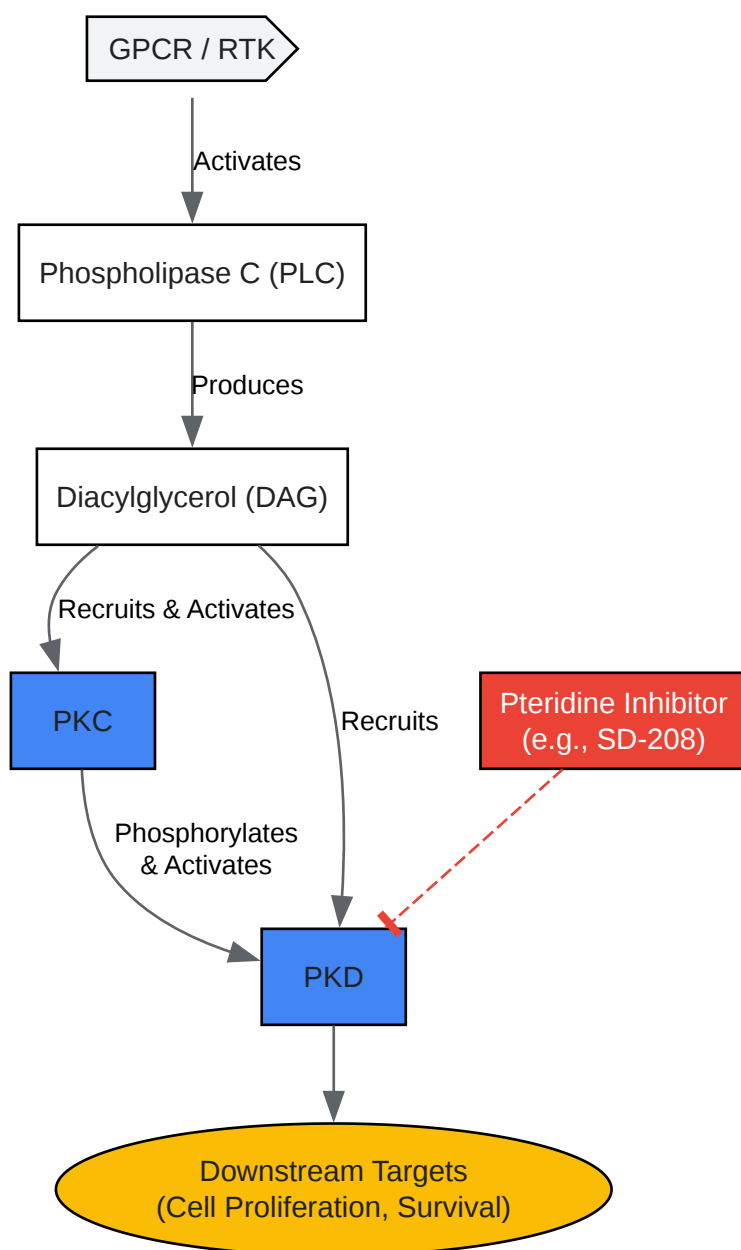 GPCR / RTK
Activates
Phospholipase C (PLC)
Produces
Diacylglycerol (DAG)
Recruits & Activates
PKC
Recruits
Pteridine Inhibitor
(e.g., SD-208)
Phosphorylates
& Activates
PKD
Downstream Targets
(Cell Proliferation, Survival)